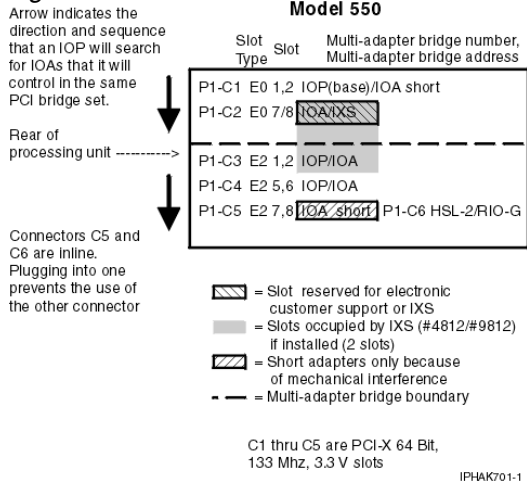 Model 550
Arrow indicates the
direction and sequence
that an IOP will search
for IOAs that it will
control in the same
PCI bridge set.
Rear of
processing unit ----------->
Connectors C5 and
C6 are inline.
Plugging into one
prevents the use of
the other connector
Slot Type Slot Multi-adapter bridge number,
Multi-adapter bridge address
P1-C1 E0 1,2 IOP(base)/IOA short
P1-C2 E0 7/8 IOA/IXS
P1-C3 E2 1,2 IOP/IOA
P1-C4 E2 5,6 IOP/IOA
P1-C5 E2 7,8 IOA short P1-C6 HSL-2/RIO-G
= Slot reserved for electronic
customer support or IXS
= Slots occupied by IXS (#4812/#9812)
if installed (2 slots)
= Short adapters only because
of mechanical interference
= Multi-adapter bridge boundary
C1 thru C5 are PCI-X 64 Bit,
133 Mhz, 3.3 V slots
IPHAK701-1